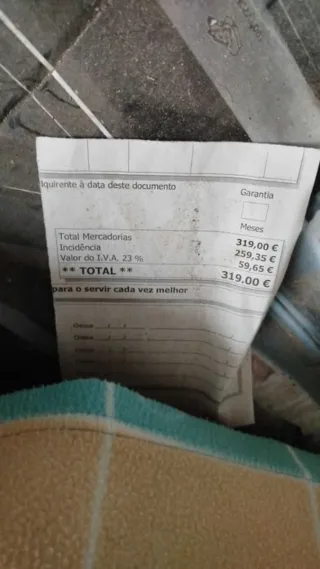 lquirente à data deste documento
Garantia
Meses
Total Mercadorias 319,00 €
Incidência 259,35 €
Valor do I.V.A. 23 % 59,65 €
** TOTAL ** 319,00 €
para o servir cada vez melhor